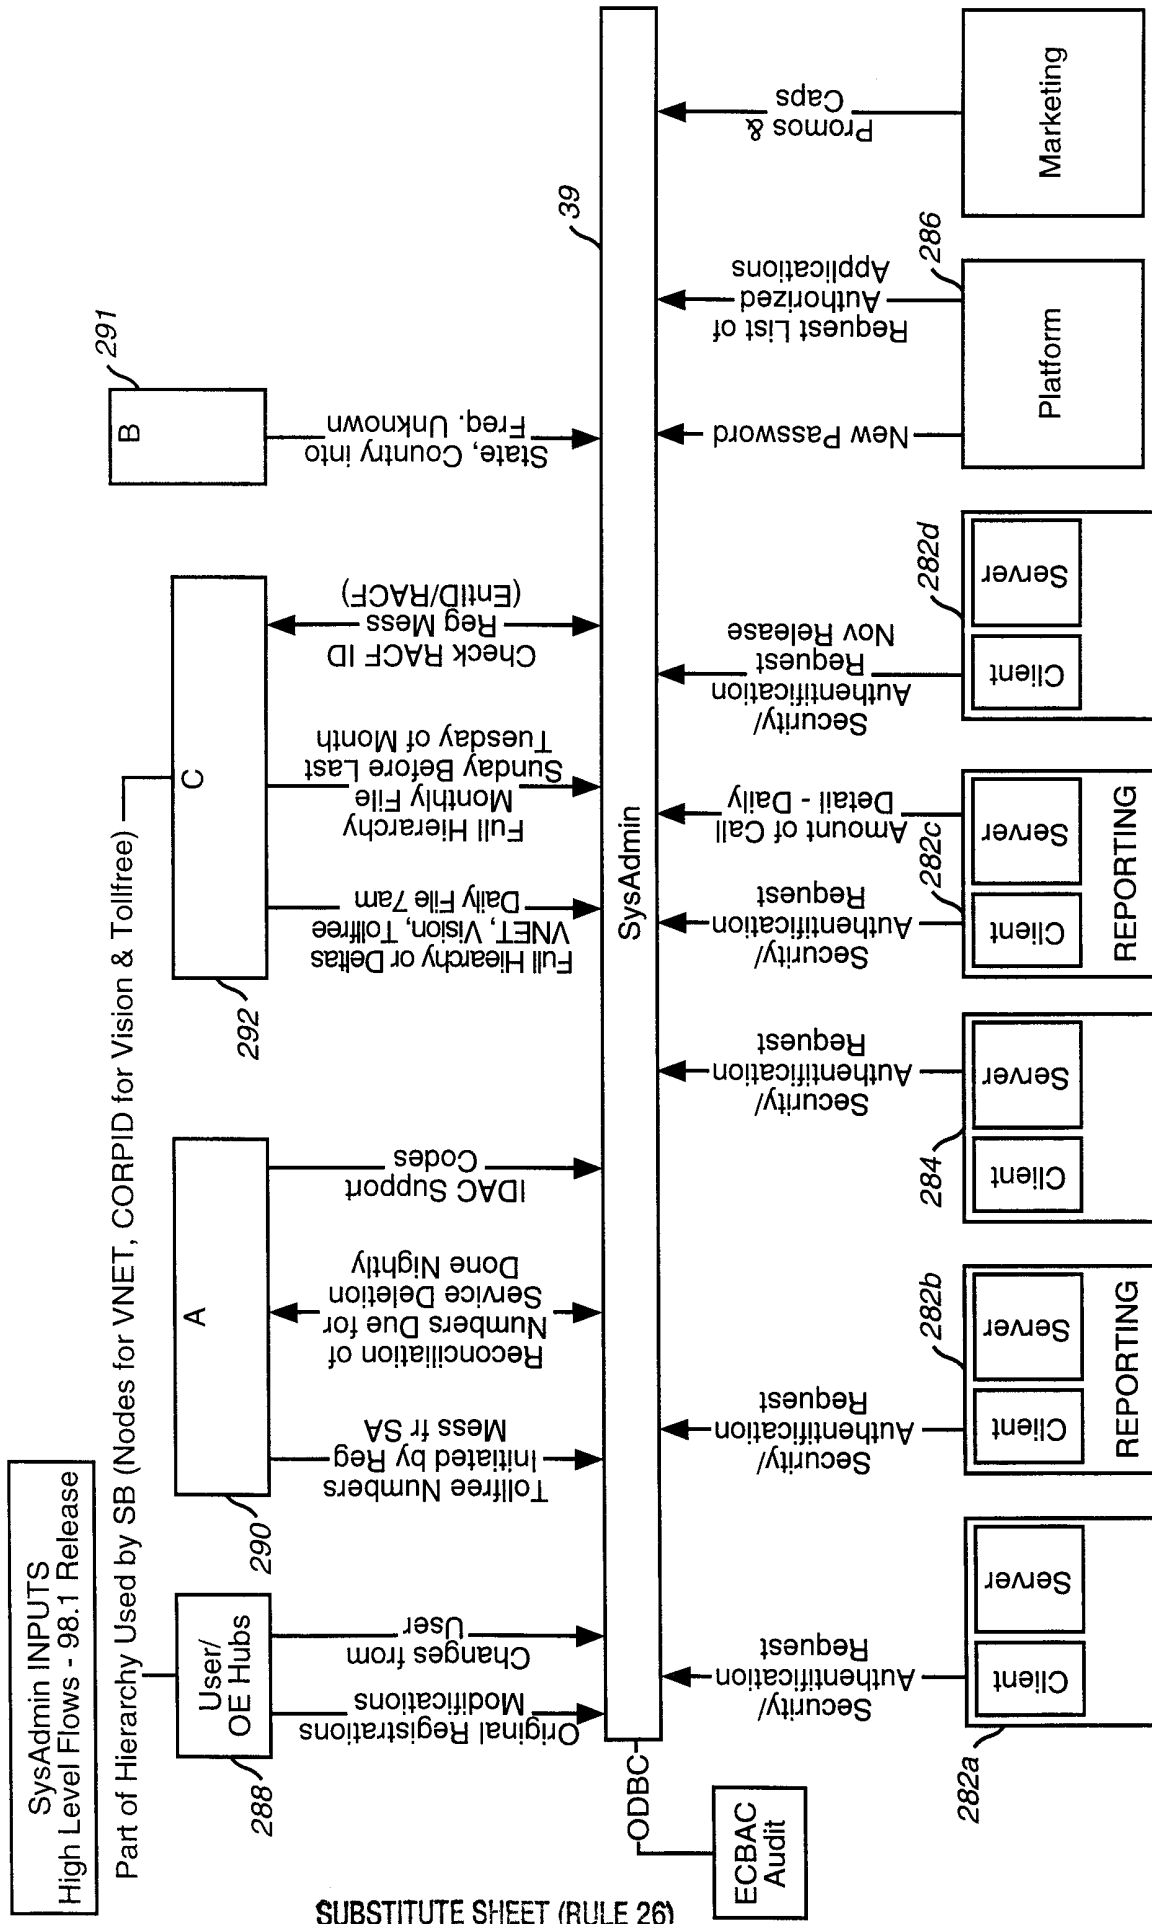 SysAdmin INPUTS
High Level Flows - 98.1 Release
Part of Hierarchy Used by SB (Nodes for VNET, CORPID for Vision & Tollfree)
User/
OE Hubs
288
A
290
C
292
B
291
Original Registrations
Modifications
Changes from
User
Tollfree Numbers
Initiated by Reg
Mess fr SA
Reconciliation of
Numbers Due for
Service Deletion
Done Nightly
IDAC Support
Codes
Full Hiearchy or Deltas
VNET, Vision, Tollfree
Daily File 7am
Full Hierarchy
Monthly File
Sunday Before Last
Tuesday of Month
Check RACF ID
Reg Mess
(EntID/RACF)
State, Country into
Freq. Unknown
39
SysAdmin
ODBC
ECBAC
Audit
Security/
Authentification
Request
Security/
Authentification
Request
Security/
Authentification
Request
Security/
Authentification
Request
Amount of Call
Detail - Daily
Security/
Authentification
Request
Nov Release
New Password
Request List of
Authorized
Applications
Promos &
Caps
282a
Client
Server
282b
Client
Server
REPORTING
284
Client
Server
282c
Client
Server
REPORTING
282d
Client
Server
286
Platform
Marketing
SUBSTITUTE SHEET (RULE 26)